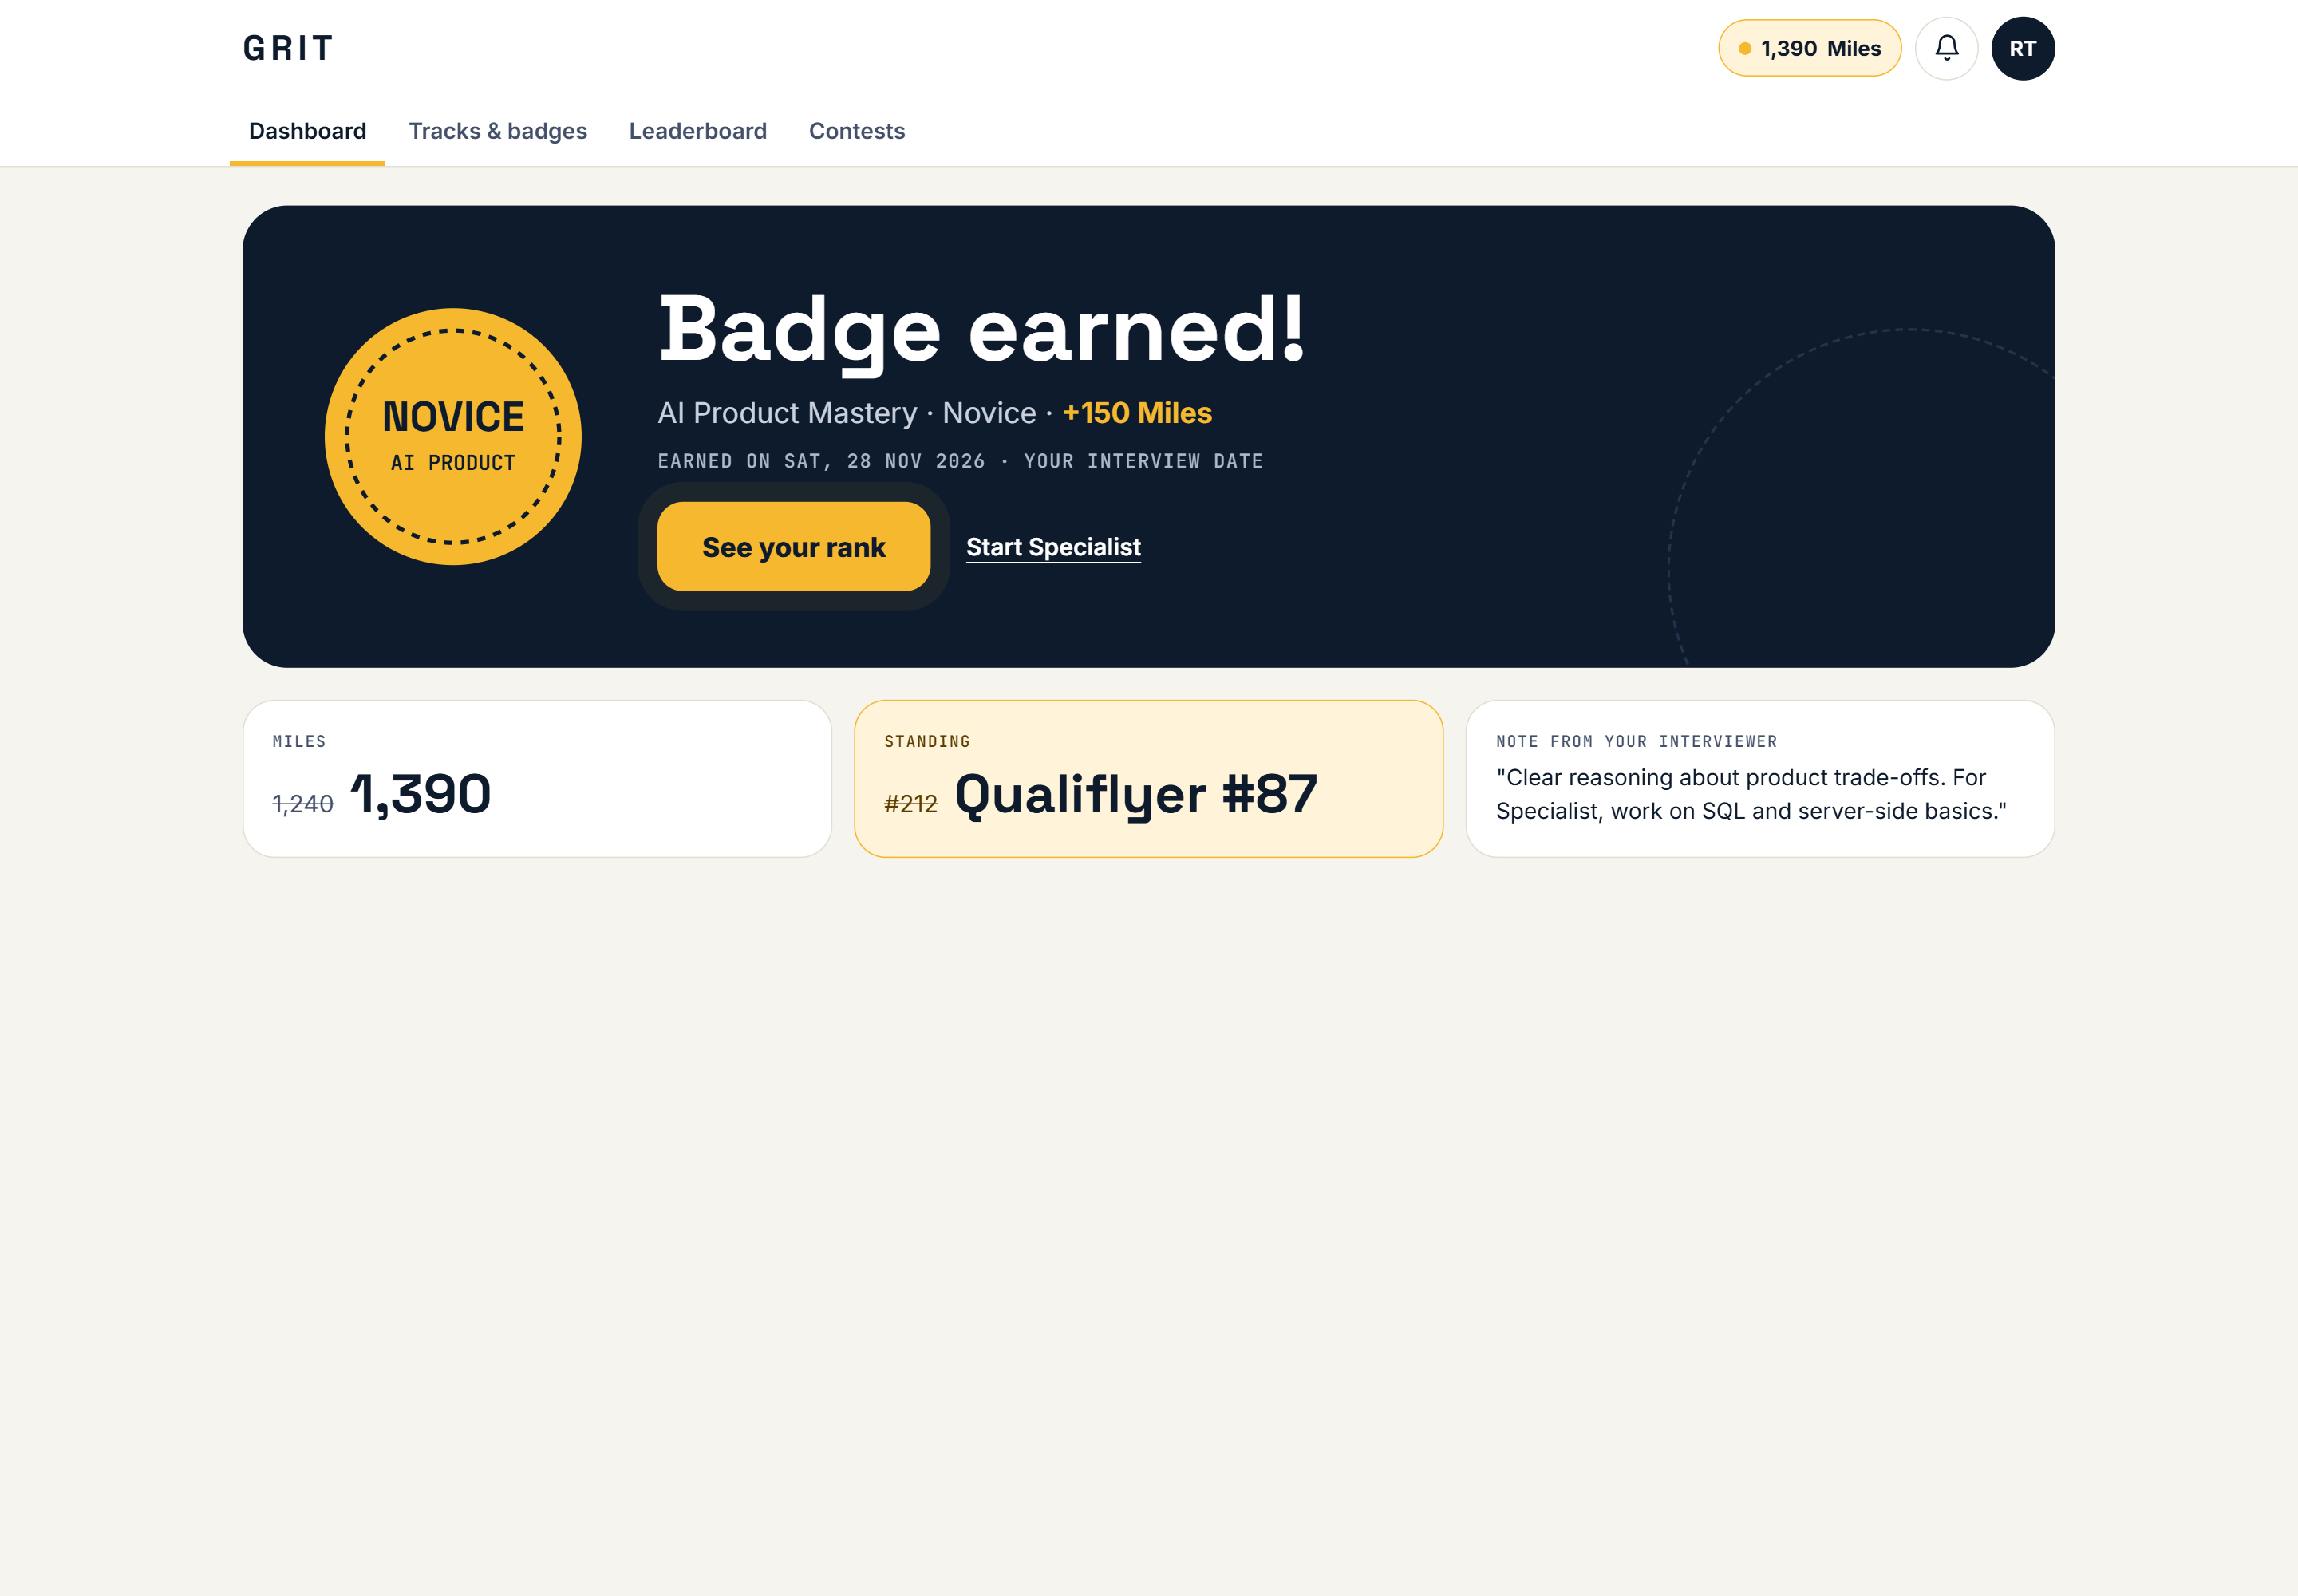 GRIT
1,390 Miles
RT
Dashboard
Tracks & badges
Leaderboard
Contests
NOVICE
AI PRODUCT
Badge earned!
AI Product Mastery · Novice · +150 Miles
EARNED ON SAT, 28 NOV 2026 · YOUR INTERVIEW DATE
See your rank
Start Specialist
MILES
1,240 1,390
STANDING
#212 Qualiflyer #87
NOTE FROM YOUR INTERVIEWER
"Clear reasoning about product trade-offs. For
Specialist, work on SQL and server-side basics."